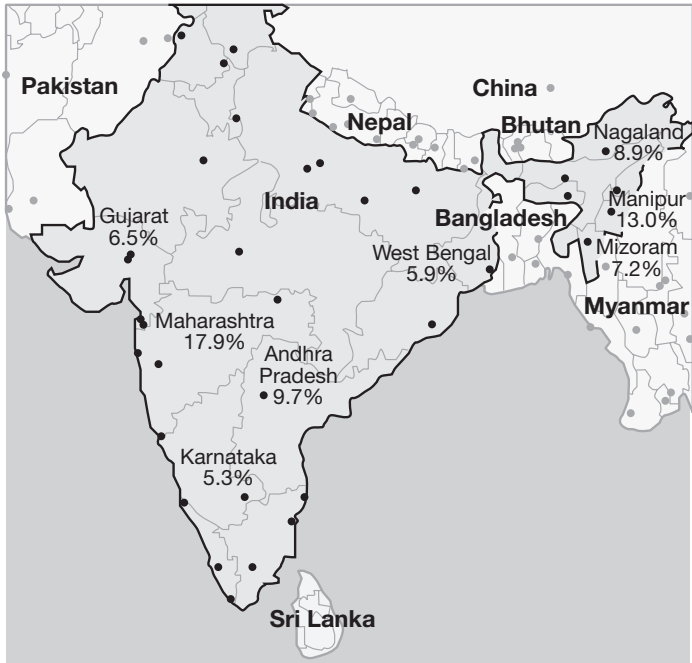 Pakistan
China
Nepal
Bhutan
Nagaland
8.9%
India
Gujarat
6.5%
Bangladesh
Manipur
13.0%
West Bengal
5.9%
Mizoram
7.2%
Myanmar
Maharashtra
17.9%
Andhra
Pradesh
9.7%
Karnataka
5.3%
Sri Lanka